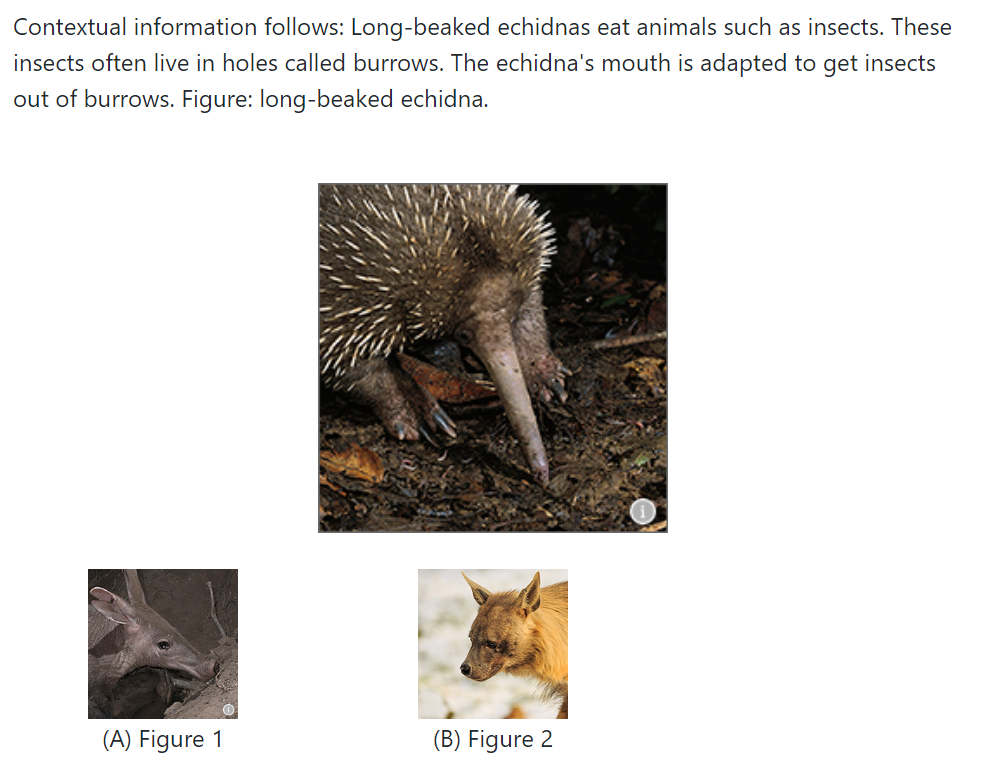 Contextual information follows: Long-beaked echidnas eat animals such as insects. These
insects often live in holes called burrows. The echidna's mouth is adapted to get insects
out of burrows. Figure: long-beaked echidna.
(A) Figure 1
(B) Figure 2